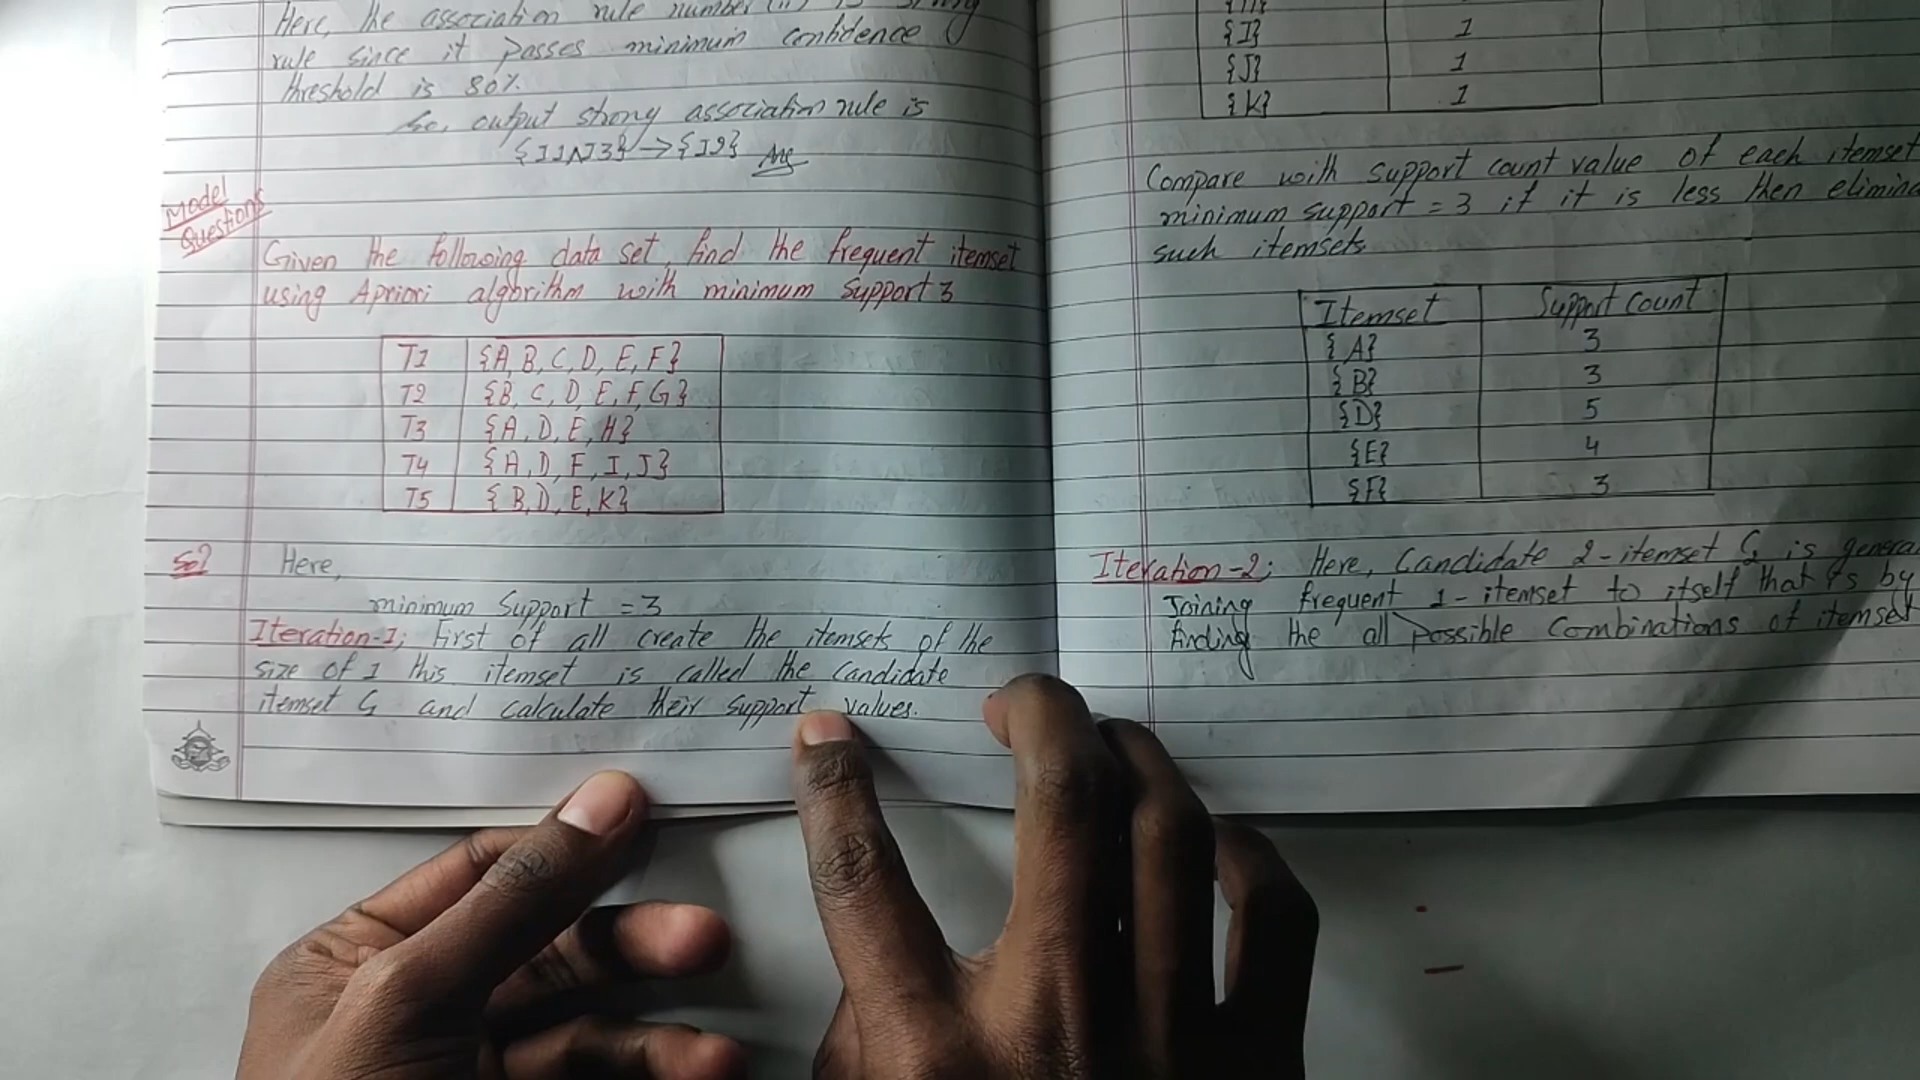 Here, the association rule number (ii) is strong
rule since it passes minimum confidence
threshold is 80%.
So, output strong association rule is
Ans
Model
Questions
Given the following data set, find the frequent itemset
using Apriori algorithm with minimum support 3
T1 {A, B, C, D, E, F}
T2 {B, C, D, E, F, G}
T3 {A, D, E, H}
T4 {A, D, F, I, J}
T5 {B, D, E, K}
Here,
minimum Support = 3
Iteration-1; First of all create the itemsets of the
size of 1 this itemset is called the candidate
itemset C1 and calculate their support values.
{I} 1
{J} 1
{K} 1
Compare with support count value of each itemset
minimum support = 3 if it is less then elimina
such itemsets
Itemset Support count
{A} 3
{B} 3
{D} 5
{E} 4
{F} 3
Iteration-2; Here, Candidate 2-itemset C2 is genera
Joining frequent 1-itemset to itself that is by
finding the all possible combinations of itemset